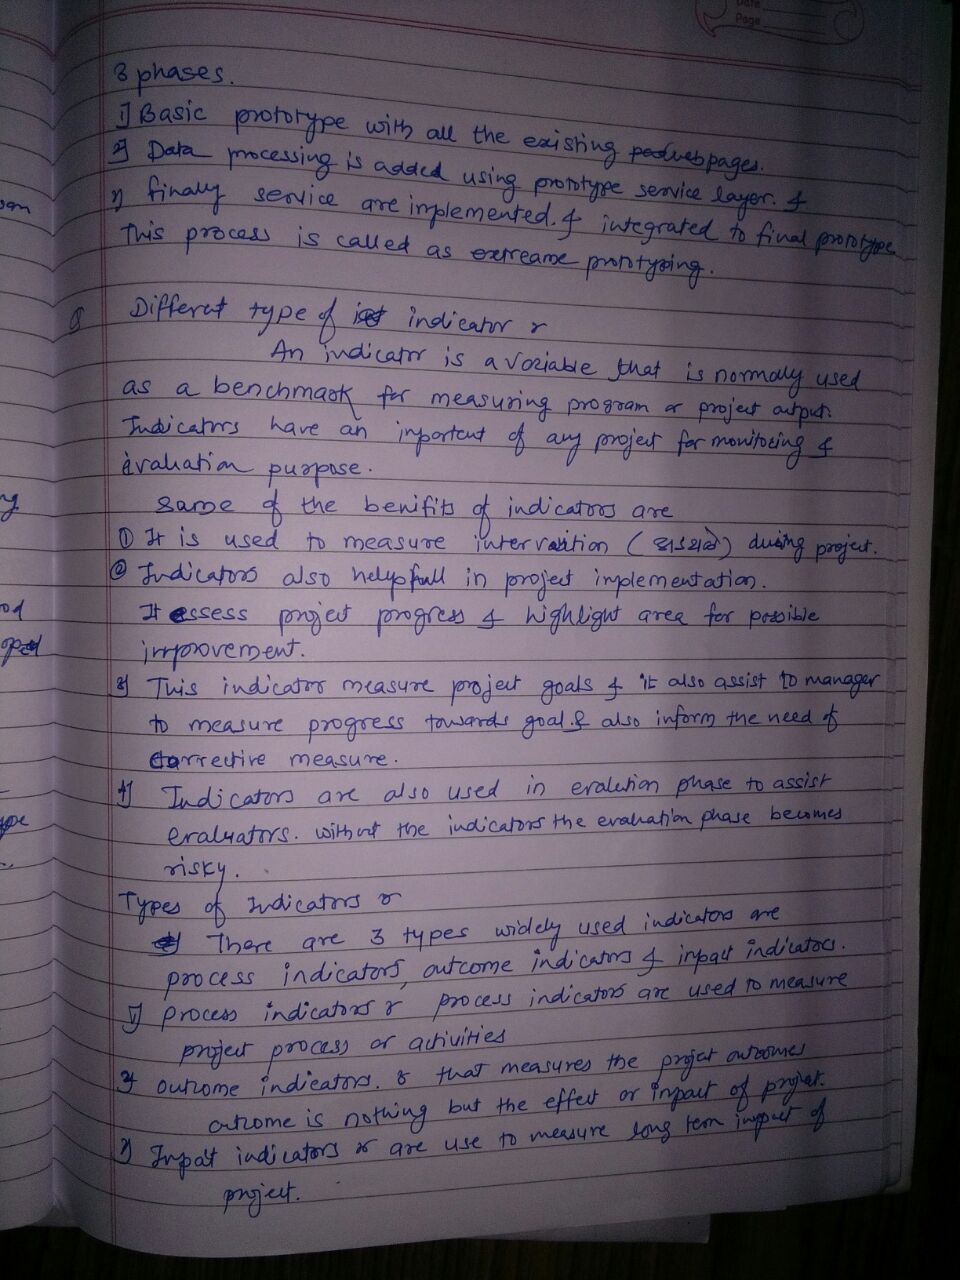 Date
Page
3 phases.
1] Basic prototype with all the existing webpages.
2] Data processing is added using prototype service layer. &
3) finally service are implemented. & integrated to final prototype
This process is called as extreame prototyping.
Q Differet type of indicator :-
An indicator is a variable that is normally used
as a benchmark for measuring program or project output.
Indicators have an importent of any project for monitoring &
evaluation purpose.
same of the benifits of indicators are
① It is used to measure intervention ( ) during project.
② Indicators also helpfull in project implementation.
It assess project progress & highlight area for possible
improvement.
3] This indicator measure project goals & it also assist to manager
to measure progress towards goal. & also inform the need of
corrective measure.
4] Indicators are also used in evalution phase to assist
evaluators. without the indicators the evaluation phase becomes
risky.
Types of Indicators :-
There are 3 types widely used indicators are
process indicators, outcome indicators & impact indicators.
1] process indicators :- process indicators are used to measure
project process or activities
2] outcome indicators. :- that measures the project outcomes
outcome is nothing but the effect or impact of project.
3) Impact indicators :- are use to measure long term impact of
project.